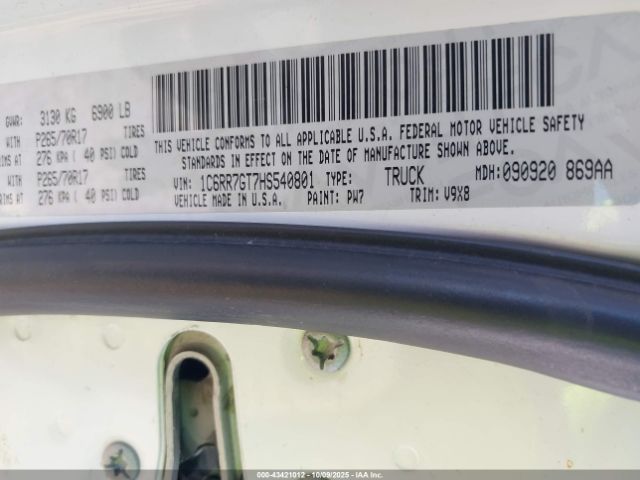 GVWR: 3130 KG 6900 LB
WITH TIRES
P265/70R17
RIMS AT 276 KPA ( 40 PSI) COLD
WITH TIRES
P265/70R17
RIMS AT 276 KPA ( 40 PSI) COLD
THIS VEHICLE CONFORMS TO ALL APPLICABLE U.S.A. FEDERAL MOTOR VEHICLE SAFETY
STANDARDS IN EFFECT ON THE DATE OF MANUFACTURE SHOWN ABOVE.
VIN: 1C6RR7GT7HS540801 TYPE: TRUCK MDH: 090920 869AA
VEHICLE MADE IN U.S.A. PAINT: PW7 TRIM: V9X8
000-43421012 - 10/09/2025 - IAA Inc.